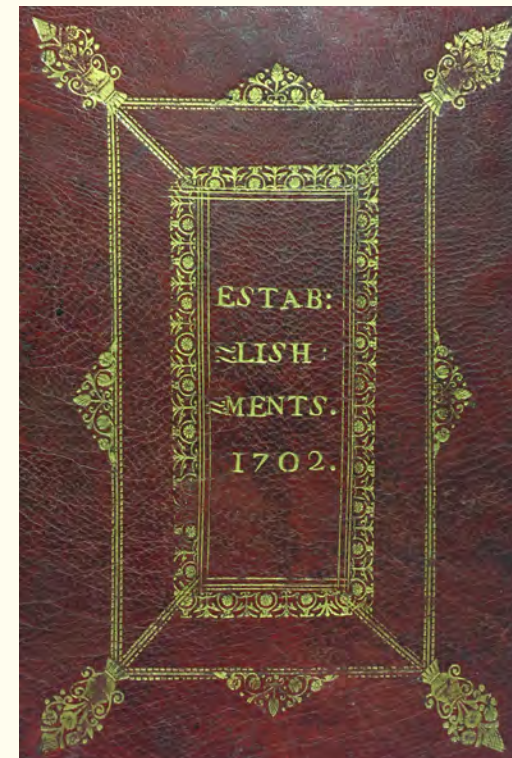 ESTAB:
=LISH:
=MENTS.
1702.